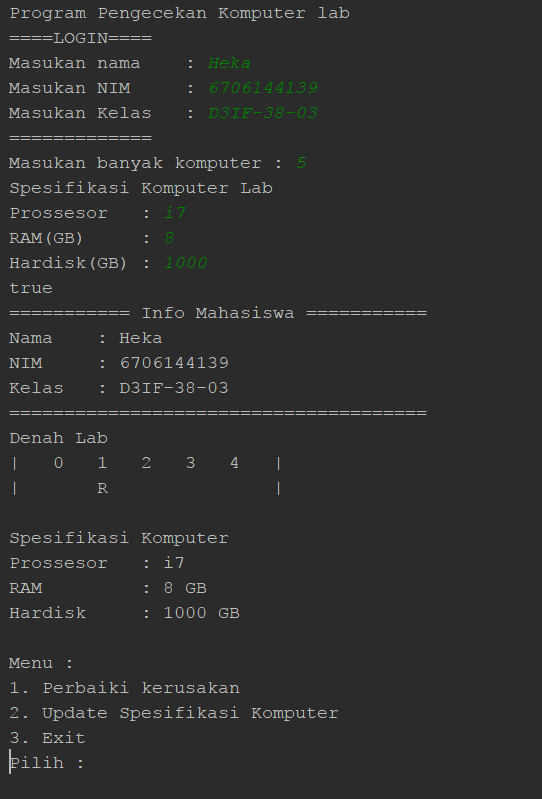 Program Pengecekan Komputer lab
====LOGIN====
Masukan nama    : Heka
Masukan NIM     : 6706144139
Masukan Kelas   : D3IF-38-03
=============
Masukan banyak komputer : 5
Spesifikasi Komputer Lab
Prossesor   : i7
RAM(GB)     : 8
Hardisk(GB) : 1000
true
=========== Info Mahasiswa ===========
Nama    : Heka
NIM     : 6706144139
Kelas   : D3IF-38-03
======================================
Denah Lab
|   0   1   2   3   4   |
|       R               |
Spesifikasi Komputer
Prossesor   : i7
RAM         : 8 GB
Hardisk     : 1000 GB
Menu :
1. Perbaiki kerusakan
2. Update Spesifikasi Komputer
3. Exit
Pilih :